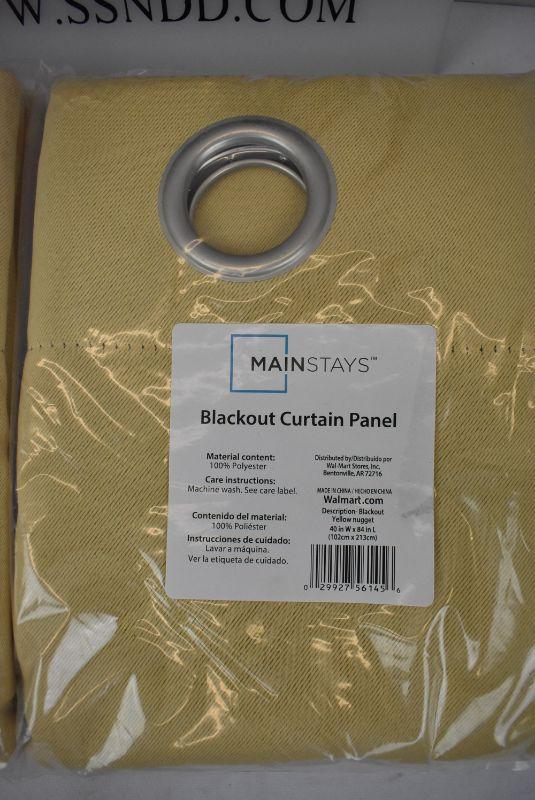 W.SSNDD.COM
MAINSTAYS™
Blackout Curtain Panel
Material content:
100% Polyester
Care instructions:
Machine wash. See care label.
Contenido del material:
100% Poliéster
Instrucciones de cuidado:
Lavar a máquina.
Ver la etiqueta de cuidado.
Distributed by/Distribuido por
Wal-Mart Stores, Inc.
Bentonville, AR 72716
MADE IN CHINA / HECHO EN CHINA
Walmart.com
Description- Blackout
Yellow nugget
40 in W x 84 in L
(102cm x 213cm)
0 29927 56145 6